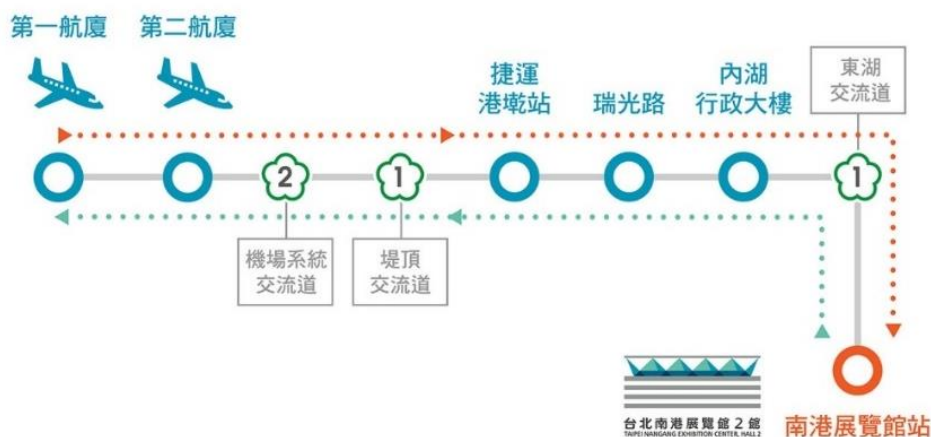 第一航廈
第二航廈
捷運
港墘站
瑞光路
內湖
行政大樓
東湖
交流道
2
1
1
機場系統
交流道
堤頂
交流道
台北南港展覽館2館
TAIPEI NANGANG EXHIBITION CENTER, HALL 2
南港展覽館站